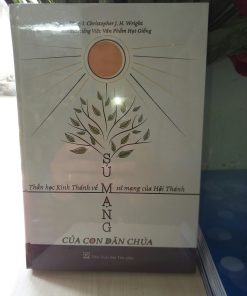 Christopher J. H. Wright
Tiếng Việt: Văn Phẩm Hạt Giống
SỨ MẠNG
Thần học Kinh Thánh về sứ mạng của Hội Thánh
CỦA CON DÂN CHÚA